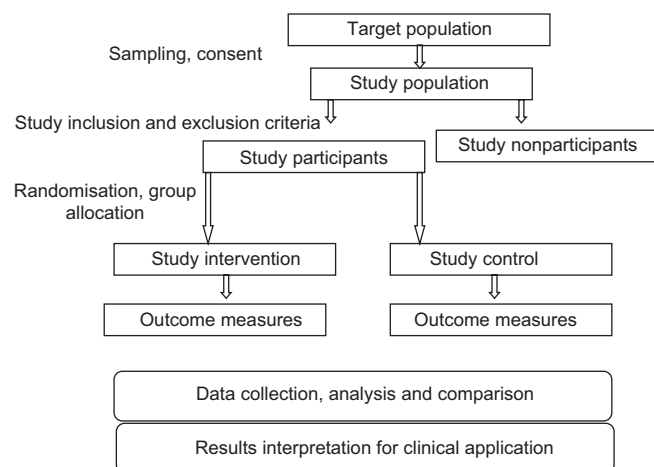 Target population
Sampling, consent
Study population
Study inclusion and exclusion criteria
Study nonparticipants
Study participants
Randomisation, group
allocation
Study intervention
Study control
Outcome measures
Outcome measures
Data collection, analysis and comparison
Results interpretation for clinical application